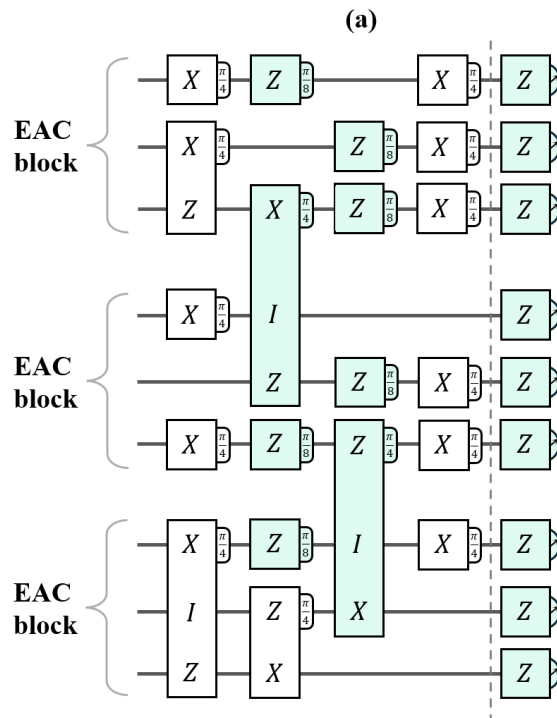 (a)
X π/4 Z π/8 X π/4 Z
EAC
block
X π/4 Z π/8 X π/4 Z
Z X π/4 Z π/8 X π/4 Z
X π/4 I Z
EAC
block
Z Z π/8 X π/4 Z
X π/4 Z π/8 Z π/4 X π/4 Z
X π/4 Z π/8 I X π/4 Z
EAC
block
I Z π/4 X Z
Z X Z